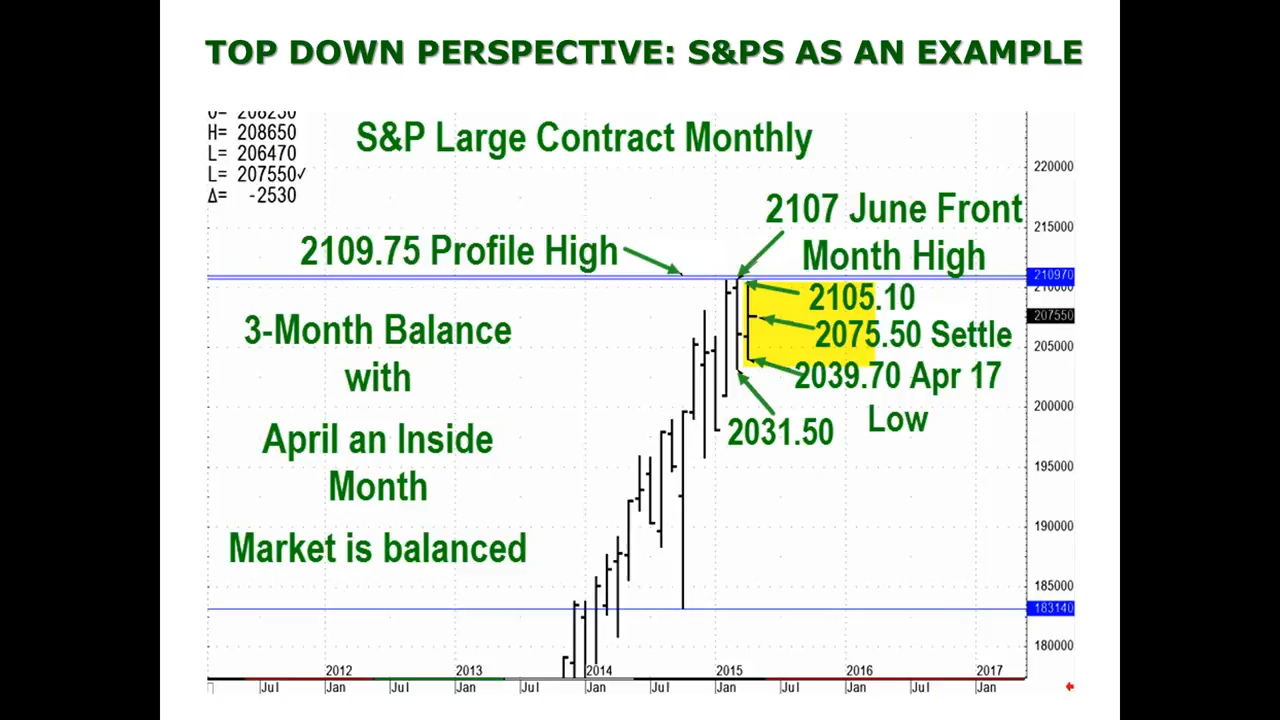 TOP DOWN PERSPECTIVE: S&PS AS AN EXAMPLE
H= 208650
L= 206470
L= 207550✓
Δ= -2530
S&P Large Contract Monthly
220000
2107 June Front
Month High
215000
2109.75 Profile High
210970
210000
2105.10
207550
2075.50 Settle
205000
2039.70 Apr 17
Low
2031.50
3-Month Balance
with
April an Inside
Month
Market is balanced
200000
195000
190000
185000
183140
180000
2012 2013 2014 2015 2016 2017
Jul Jan Jul Jan Jul Jan Jul Jan Jul Jan Jul Jan